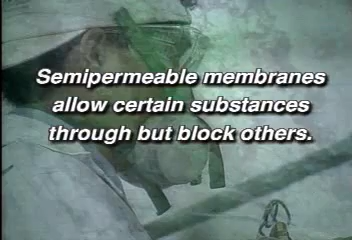 Semipermeable membranes
allow certain substances
through but block others.